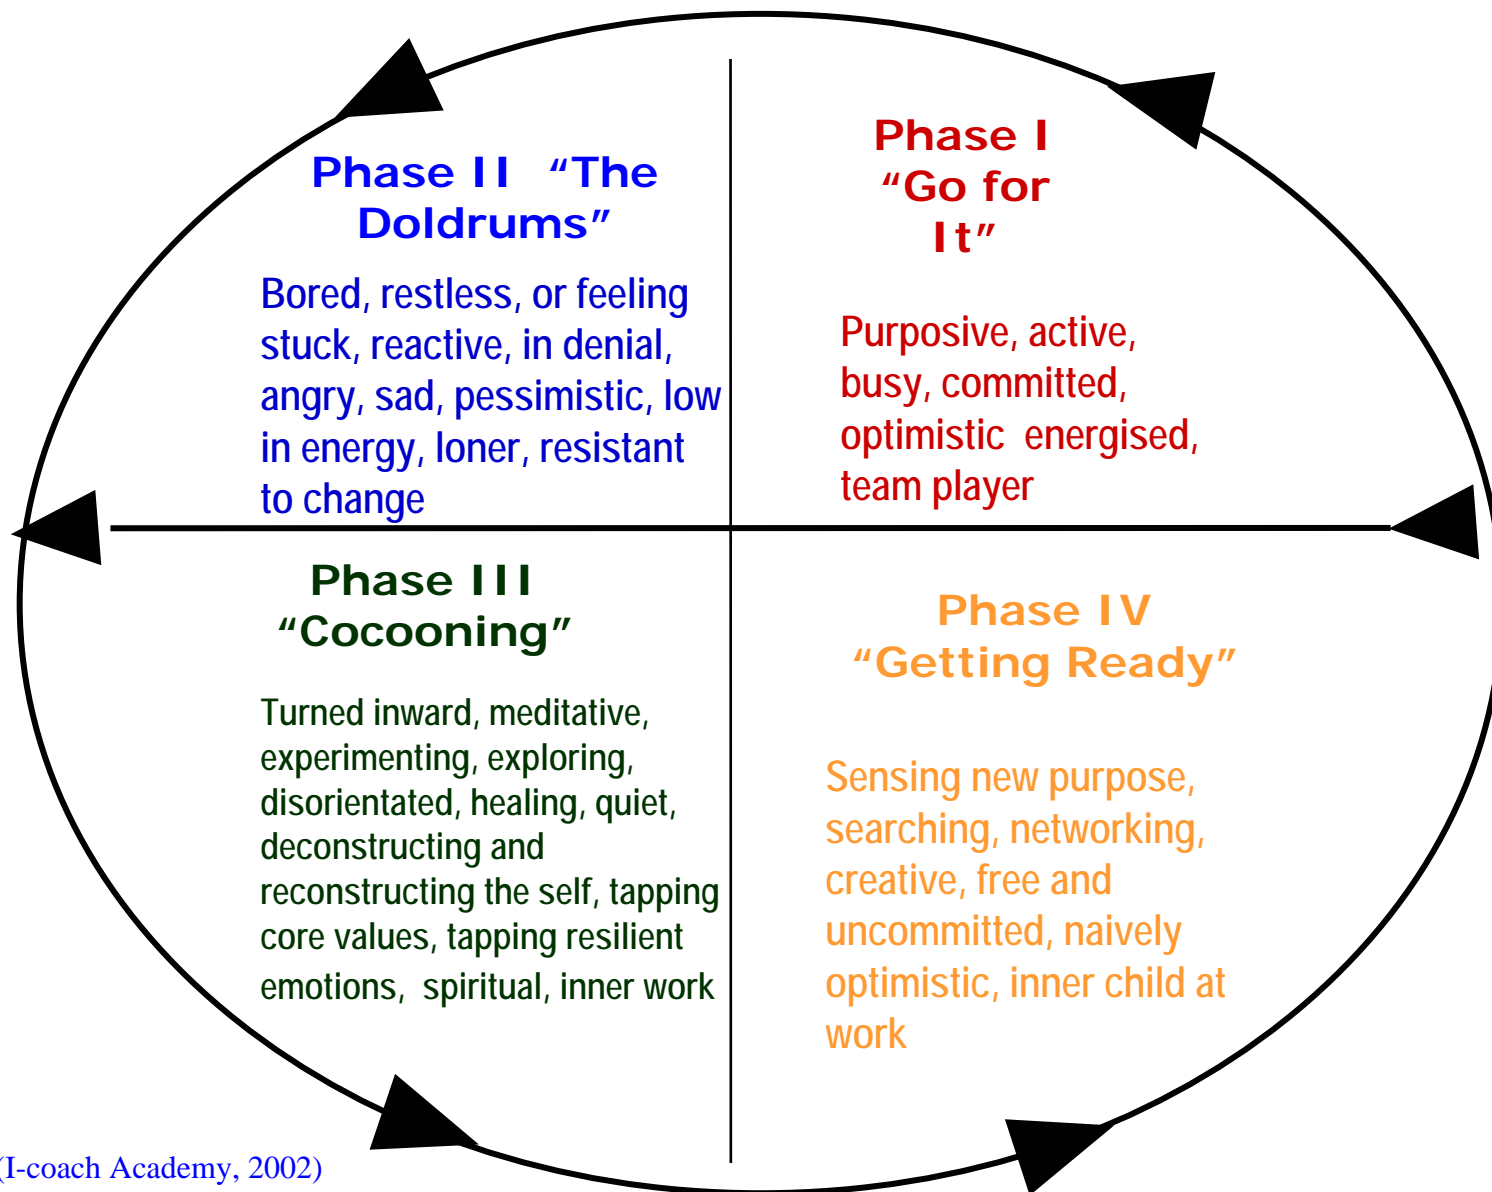 Phase II “The
Doldrums”
Bored, restless, or feeling
stuck, reactive, in denial,
angry, sad, pessimistic, low
in energy, loner, resistant
to change
Phase I
“Go for
It”
Purposive, active,
busy, committed,
optimistic energised,
team player
Phase III
“Cocooning”
Turned inward, meditative,
experimenting, exploring,
disorientated, healing, quiet,
deconstructing and
reconstructing the self, tapping
core values, tapping resilient
emotions, spiritual, inner work
Phase IV
“Getting Ready”
Sensing new purpose,
searching, networking,
creative, free and
uncommitted, naively
optimistic, inner child at
work
(I-coach Academy, 2002)